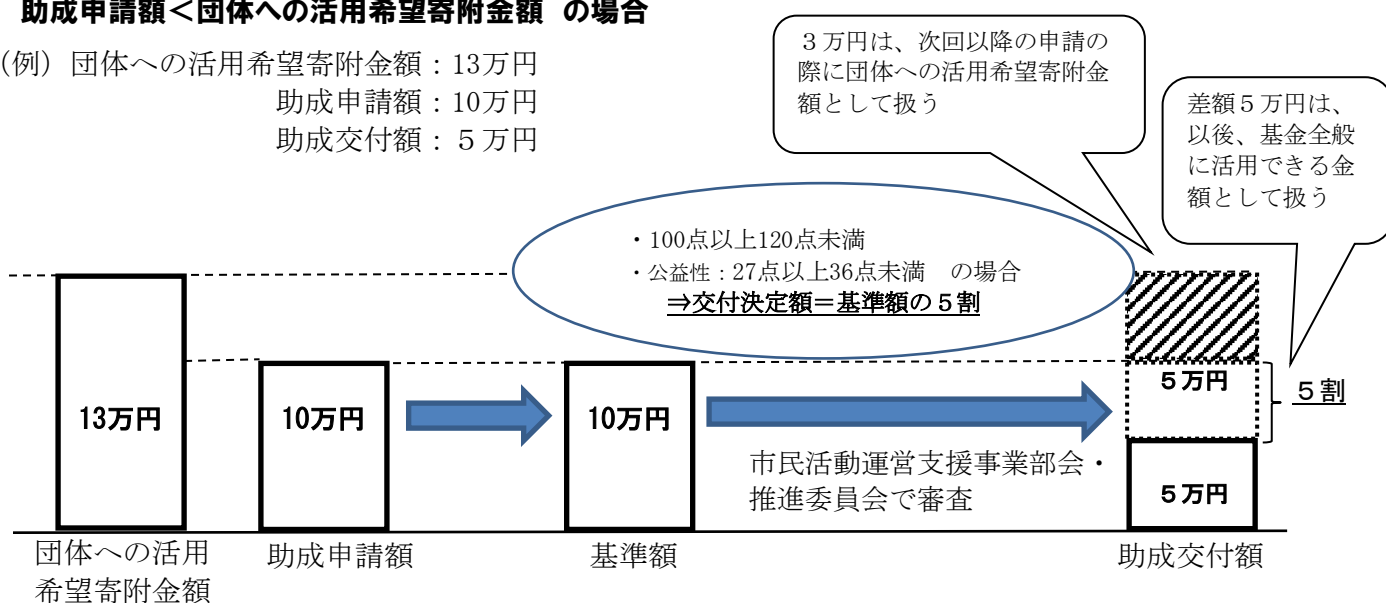 助成申請額＜団体への活用希望寄附金額 の場合
（例）団体への活用希望寄附金額：13万円
助成申請額：10万円
助成交付額：５万円
３万円は、次回以降の申請の
際に団体への活用希望寄附金
額として扱う
差額５万円は、
以後、基金全般
に活用できる金
額として扱う
・100点以上120点未満
・公益性：27点以上36点未満　の場合
⇒交付決定額＝基準額の５割
13万円
10万円
10万円
５万円
５割
５万円
市民活動運営支援事業部会・
推進委員会で審査
団体への活用
希望寄附金額
助成申請額
基準額
助成交付額